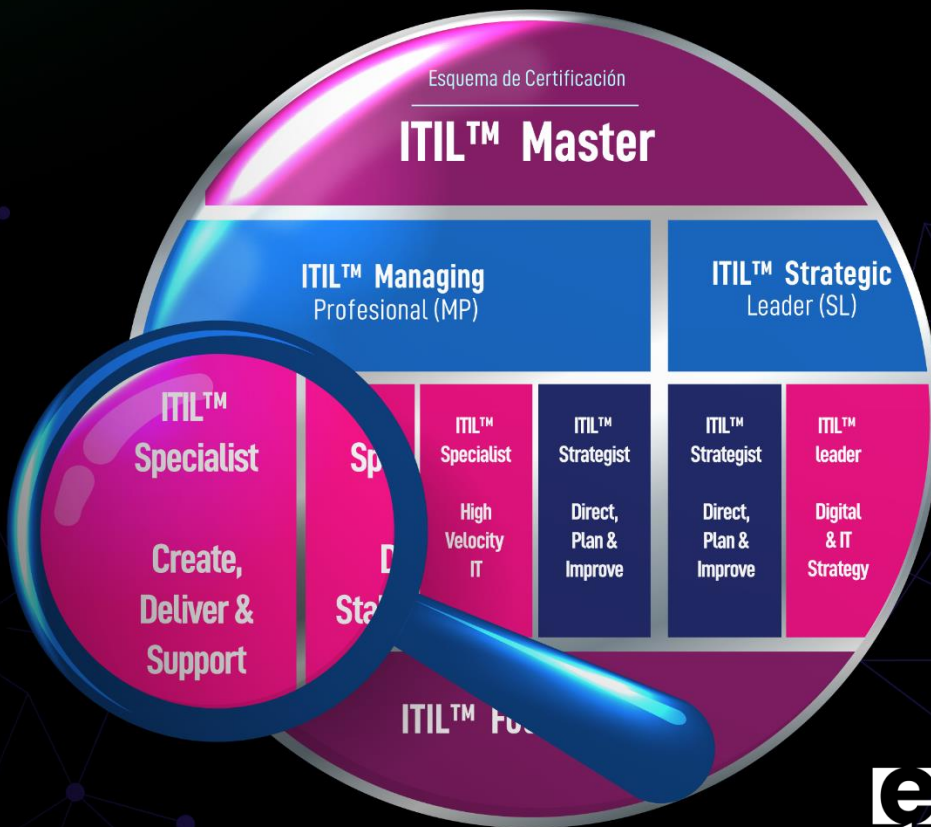 Esquema de Certificación
ITIL™ Master
ITIL™ Managing
Profesional (MP)
ITIL™ Strategic
Leader (SL)
ITIL™
Specialist
Create,
Deliver &
Support
ITIL™
Specialist
High
Velocity
IT
ITIL™
Strategist
Direct,
Plan &
Improve
ITIL™
Strategist
Direct,
Plan &
Improve
ITIL™
leader
Digital
& IT
Strategy
ITIL™